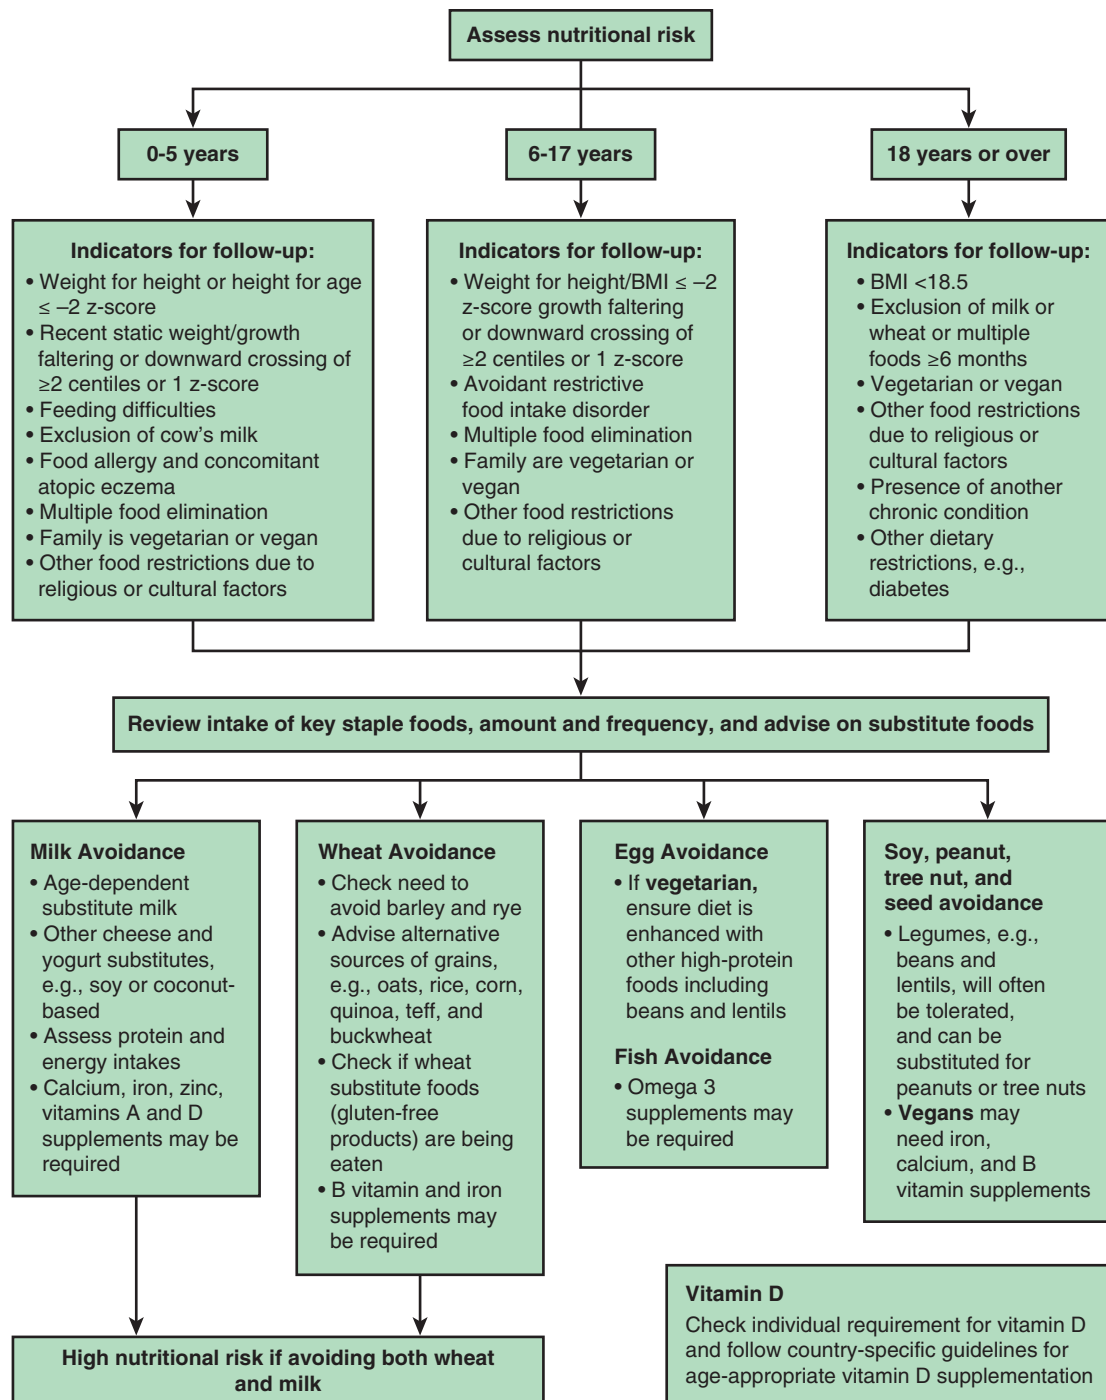 Assess nutritional risk
0-5 years
6-17 years
18 years or over
Indicators for follow-up:
• Weight for height or height for age
≤ –2 z-score
• Recent static weight/growth
faltering or downward crossing of
≥2 centiles or 1 z-score
• Feeding difficulties
• Exclusion of cow's milk
• Food allergy and concomitant
atopic eczema
• Multiple food elimination
• Family is vegetarian or vegan
• Other food restrictions due to
religious or cultural factors
Indicators for follow-up:
• Weight for height/BMI ≤ –2
z-score growth faltering
or downward crossing of
≥2 centiles or 1 z-score
• Avoidant restrictive
food intake disorder
• Multiple food elimination
• Family are vegetarian or
vegan
• Other food restrictions
due to religious or
cultural factors
Indicators for follow-up:
• BMI <18.5
• Exclusion of milk or
wheat or multiple
foods ≥6 months
• Vegetarian or vegan
• Other food restrictions
due to religious or
cultural factors
• Presence of another
chronic condition
• Other dietary
restrictions, e.g.,
diabetes
Review intake of key staple foods, amount and frequency, and advise on substitute foods
Milk Avoidance
• Age-dependent
substitute milk
• Other cheese and
yogurt substitutes,
e.g., soy or coconut-
based
• Assess protein and
energy intakes
• Calcium, iron, zinc,
vitamins A and D
supplements may be
required
Wheat Avoidance
• Check need to
avoid barley and rye
• Advise alternative
sources of grains,
e.g., oats, rice, corn,
quinoa, teff, and
buckwheat
• Check if wheat
substitute foods
(gluten-free
products) are being
eaten
• B vitamin and iron
supplements may
be required
Egg Avoidance
• If vegetarian,
ensure diet is
enhanced with
other high-protein
foods including
beans and lentils
Fish Avoidance
• Omega 3
supplements may
be required
Soy, peanut,
tree nut, and
seed avoidance
• Legumes, e.g.,
beans and
lentils, will often
be tolerated,
and can be
substituted for
peanuts or tree nuts
• Vegans may
need iron,
calcium, and B
vitamin supplements
High nutritional risk if avoiding both wheat
and milk
Vitamin D
Check individual requirement for vitamin D
and follow country-specific guidelines for
age-appropriate vitamin D supplementation